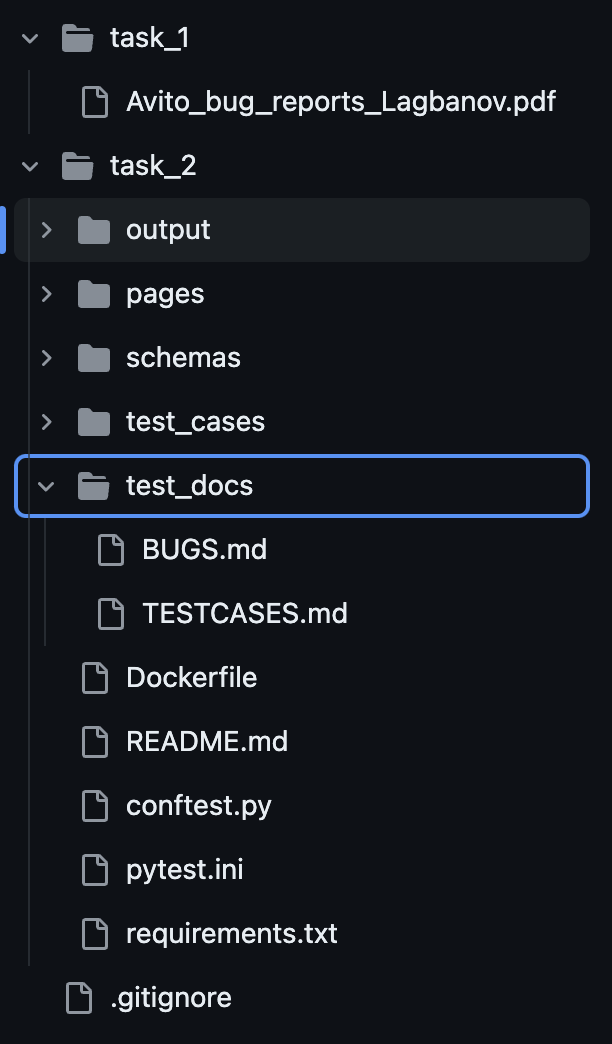 task_1
Avito_bug_reports_Lagbanov.pdf
task_2
output
pages
schemas
test_cases
test_docs
BUGS.md
TESTCASES.md
Dockerfile
README.md
conftest.py
pytest.ini
requirements.txt
.gitignore